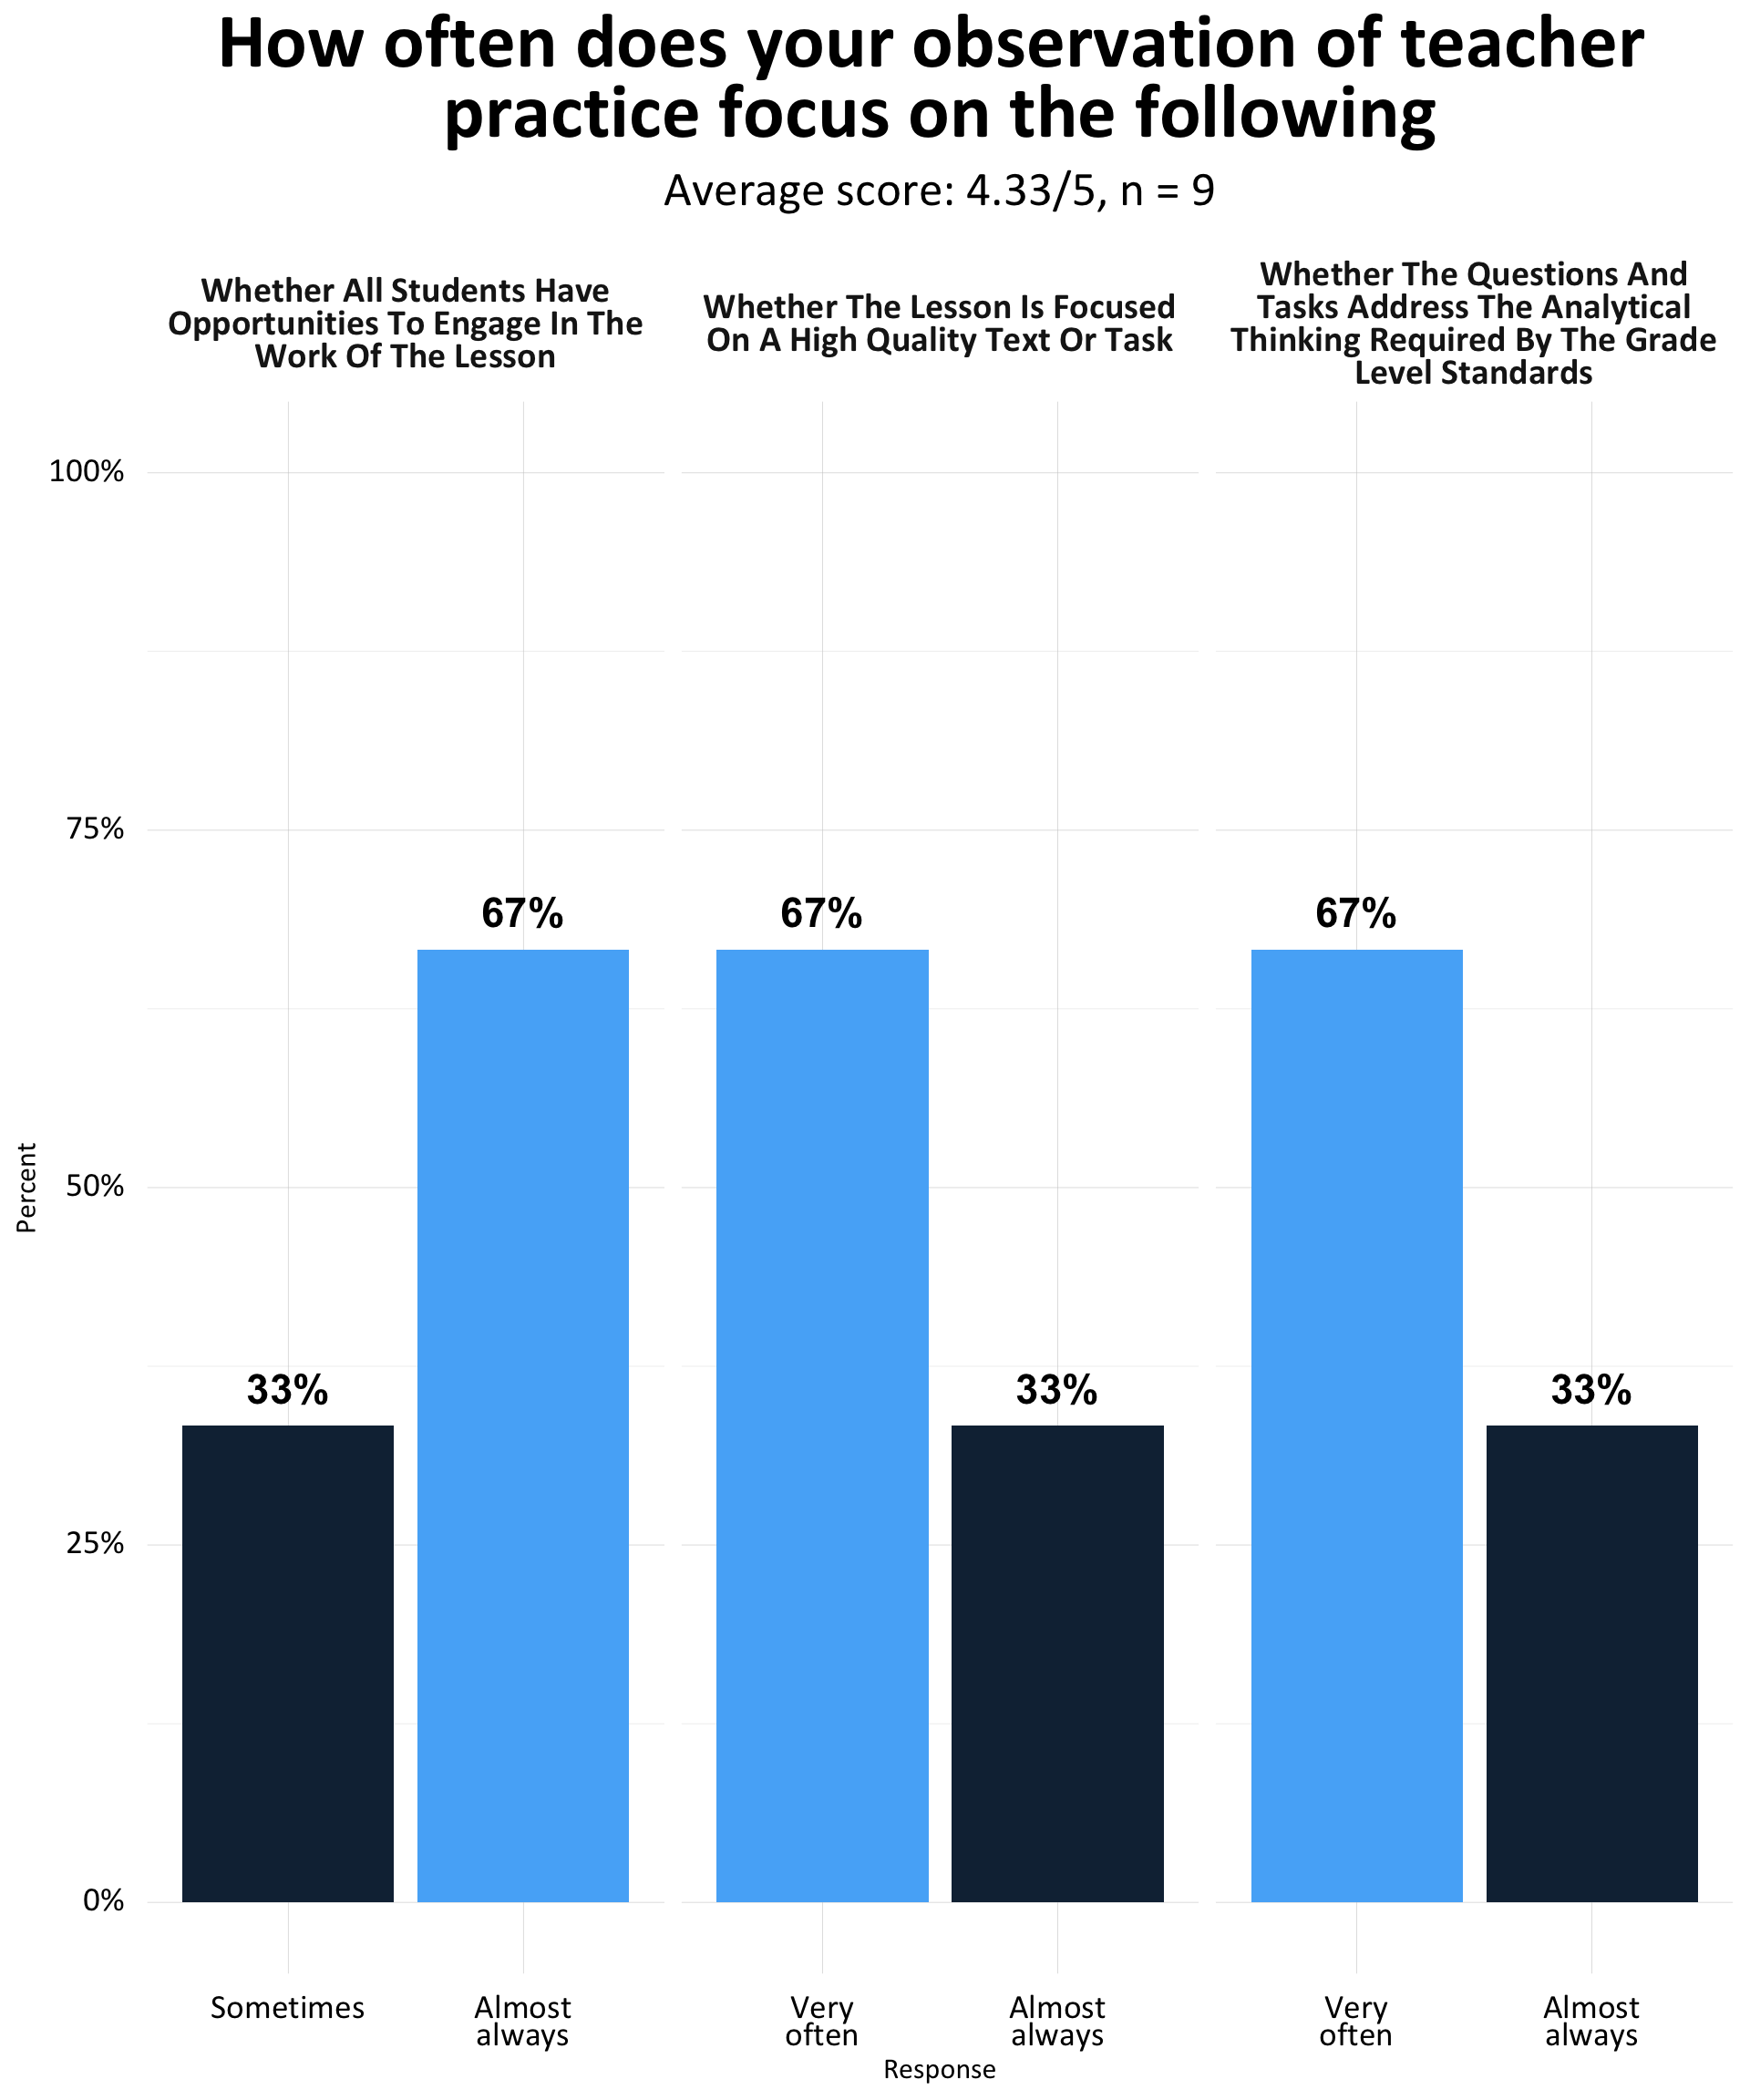 How often does your observation of teacher
practice focus on the following
Average score: 4.33/5, n = 9
Whether All Students Have
Opportunities To Engage In The
Work Of The Lesson
Whether The Lesson Is Focused
On A High Quality Text Or Task
Whether The Questions And
Tasks Address The Analytical
Thinking Required By The Grade
Level Standards
Percent
100%
75%
50%
25%
0%
33%
67%
67%
33%
67%
33%
Sometimes
Almost
always
Very
often
Almost
always
Very
often
Almost
always
Response